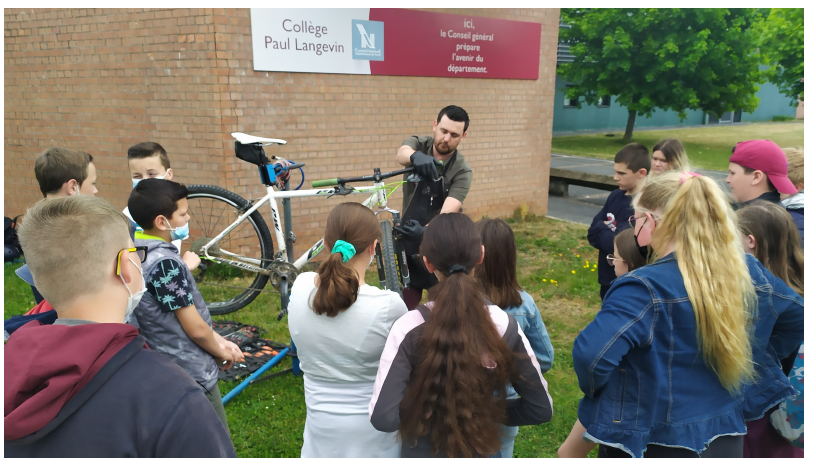 Collège
Paul Langevin
ici,
le Conseil général
prépare
l'avenir du
département.